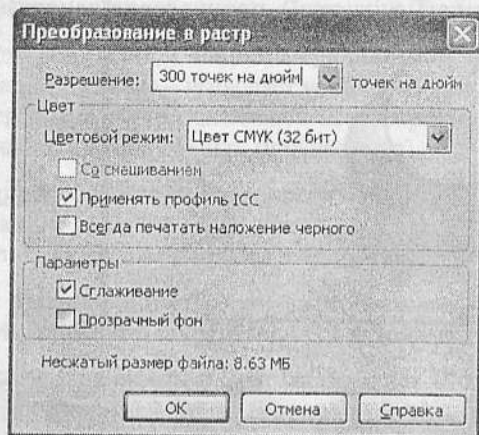 Преобразование в растр
Разрешение: 300 точек на дюйм точек на дюйм
Цвет
Цветовой режим: Цвет CMYK (32 бит)
Со смешиванием
Применять профиль ICC
Всегда печатать наложение черного
Параметры
Сглаживание
Прозрачный фон
Несжатый размер файла: 8.63 МБ
ОК Отмена Справка